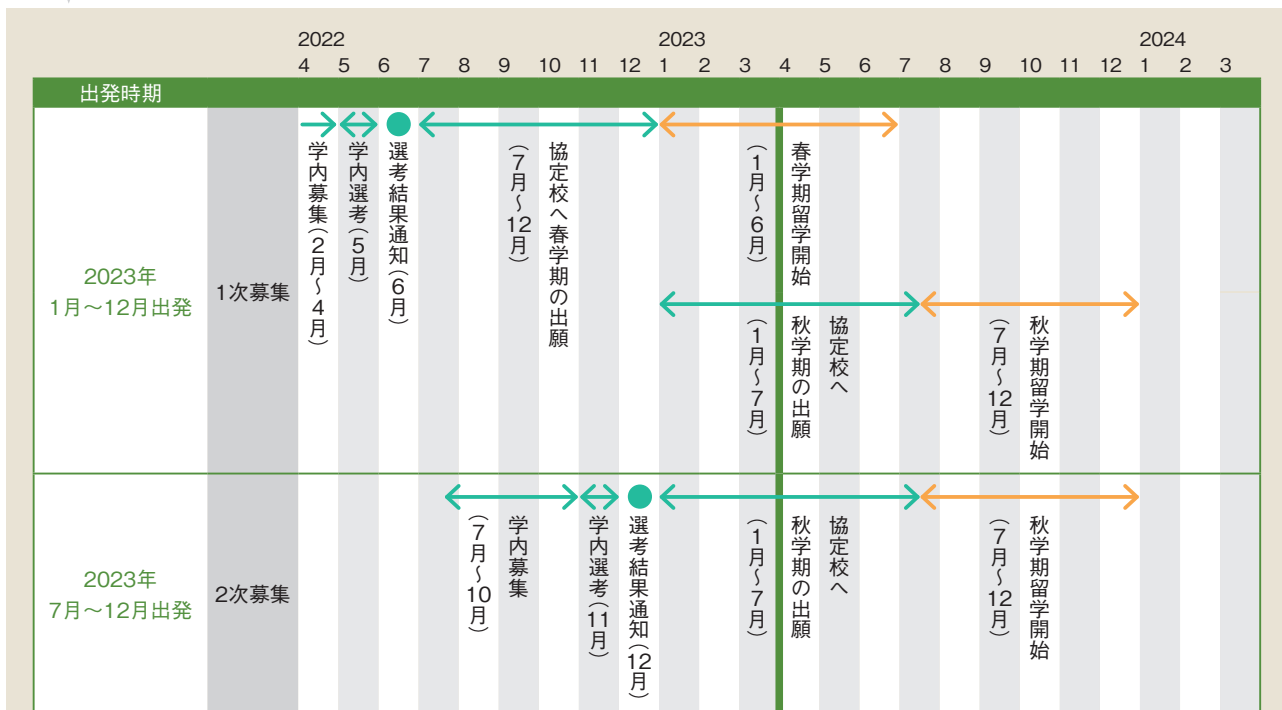 2022 2023 2024
4 5 6 7 8 9 10 11 12 1 2 3 4 5 6 7 8 9 10 11 12 1 2 3
出発時期
2023年
1月～12月出発
1次募集
学内募集（2月～4月）
学内選考（5月）
選考結果通知（6月）
協定校へ春学期の出願
（7月～12月）
春学期留学開始
（1月～6月）
協定校へ
秋学期の出願
（1月～7月）
秋学期留学開始
（7月～12月）
2023年
7月～12月出発
2次募集
学内募集
（7月～10月）
学内選考（11月）
選考結果通知（12月）
協定校へ
秋学期の出願
（1月～7月）
秋学期留学開始
（7月～12月）